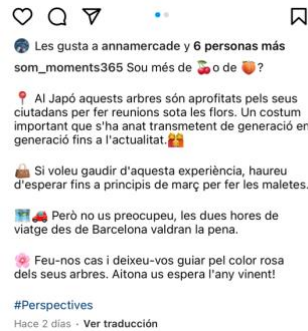 Les gusta a annamercade y 6 personas más
som_moments365 Sou més de 🍒o de 🍑?
📍 Al Japó aquests arbres són aprofitats pels seus
ciutadans per fer reunions sota les flors. Un costum
important que s'ha anat transmetent de generació en
generació fins a l'actualitat.
👜 Si voleu gaudir d'aquesta experiència, haureu
d'esperar fins a principis de març per fer les maletes.
🚗 Però no us preocupeu, les dues hores de
viatge des de Barcelona valdran la pena.
🌸 Feu-nos cas i deixeu-vos guiar pel color rosa
dels seus arbres. Aitona us espera l'any vinent!
#Perspectives
Hace 2 días · Ver traducción